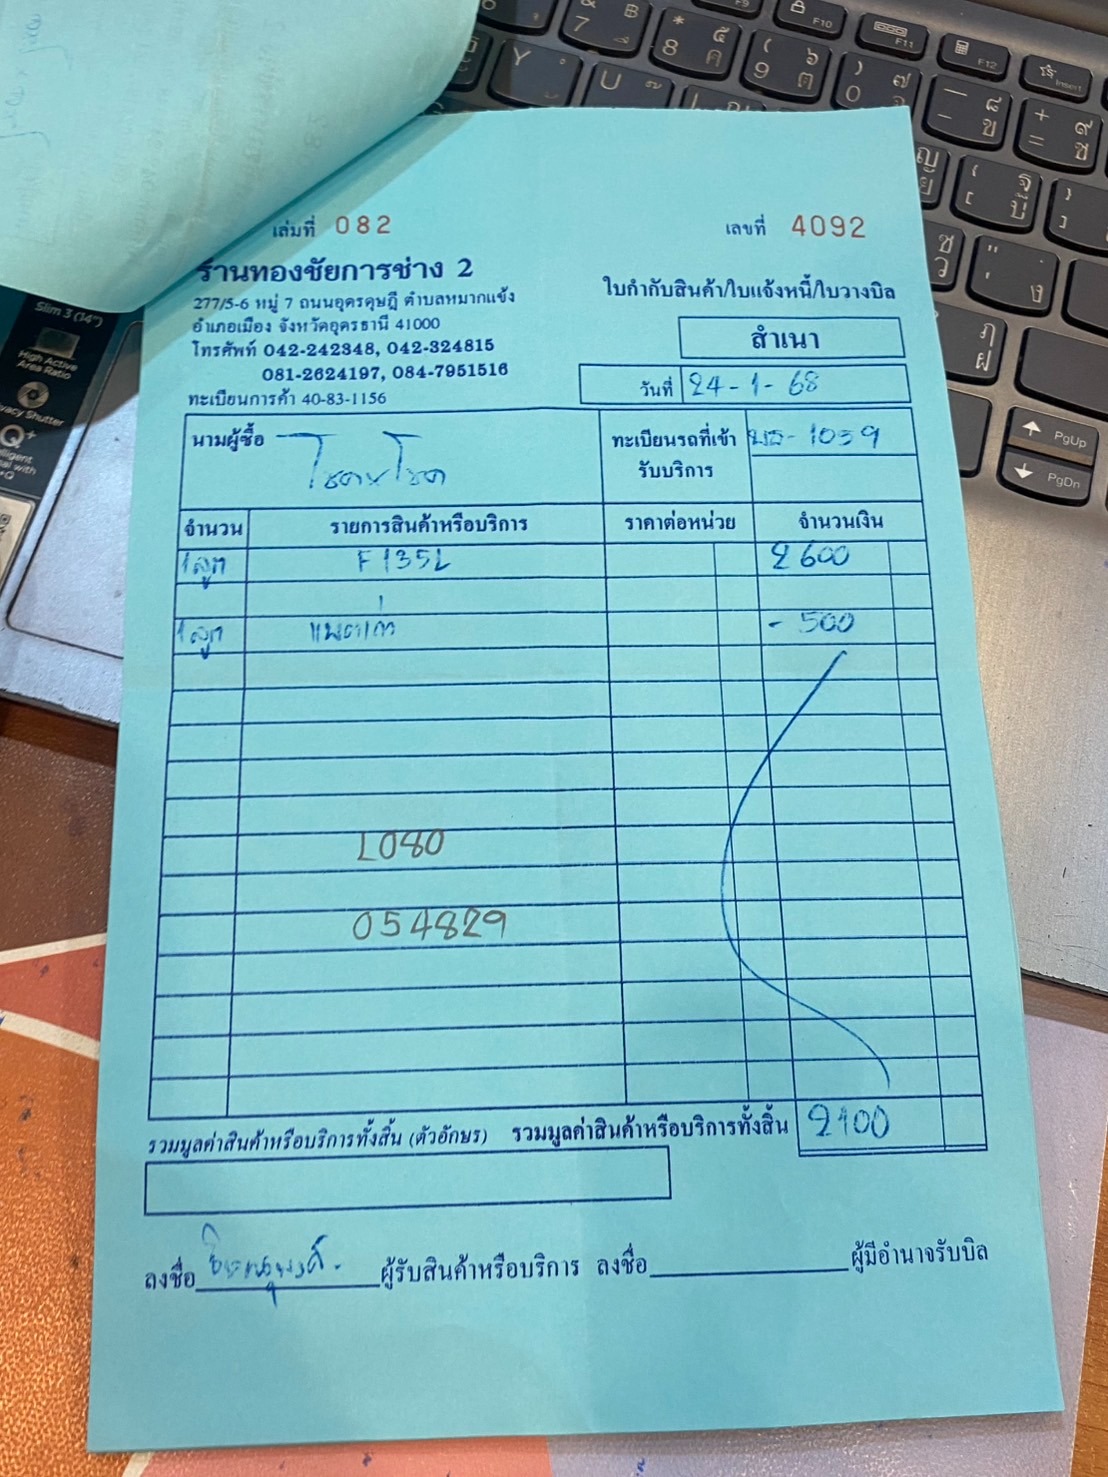 เล่มที่ 082
เลขที่ 4092
ร้านทองชัยการช่าง 2
277/5-6 หมู่ 7 ถนนอุดรดุษฎี ตำบลหมากแข้ง
อำเภอเมือง จังหวัดอุดรธานี 41000
โทรศัพท์ 042-242348, 042-324815
081-2624197, 084-7951516
ทะเบียนการค้า 40-83-1156
ใบกำกับสินค้า/ใบแจ้งหนี้/ใบวางบิล
สำเนา
วันที่ 24-1-68
นามผู้ซื้อ
ทะเบียนรถที่เข้ารับบริการ - 1059
จำนวน รายการสินค้าหรือบริการ ราคาต่อหน่วย จำนวนเงิน
1 ลูก F135L 2600
1 ลูก แบตเก่า - 500
L080
054829
รวมมูลค่าสินค้าหรือบริการทั้งสิ้น (ตัวอักษร) รวมมูลค่าสินค้าหรือบริการทั้งสิ้น 2100
ลงชื่อ ผู้รับสินค้าหรือบริการ ลงชื่อ ผู้มีอำนาจรับบิล
Slim 3 (14")
High Active
Area Ratio
F10
F11
F12
Insert
PgUp
PgDn